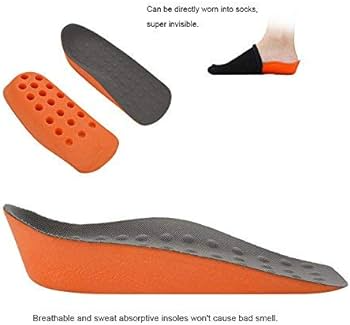 Can be directly worn into socks,
super invisible.
Breathable and sweat absorptive insoles won't cause bad smell.